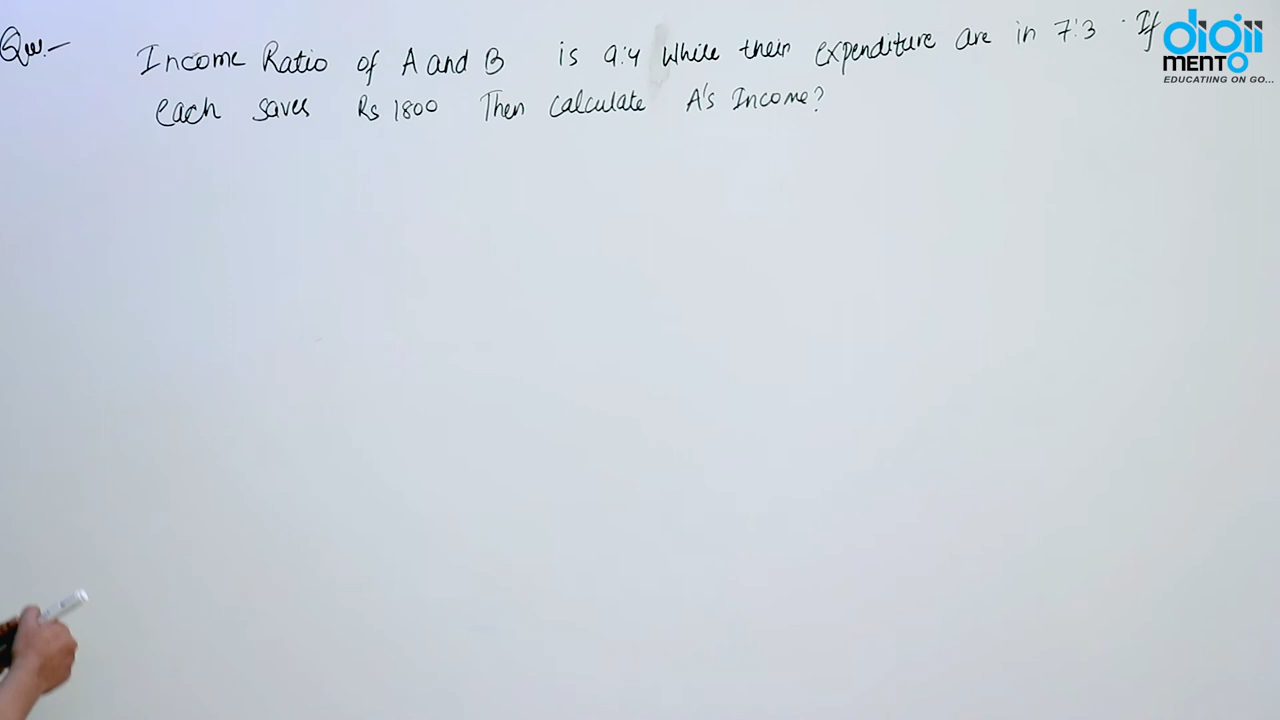 Que.- Income Ratio of A and B is 9:4 While their expenditure are in 7:3. If
each saves Rs 1800 Then calculate A's Income?
digii
MENTO
EDUCATIING ON GO...